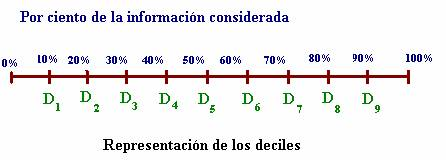 Por ciento de la información considerada
0% 10% 20% 30% 40% 50% 60% 70% 80% 90% 100%
D1 D2 D3 D4 D5 D6 D7 D8 D9
Representación de los deciles